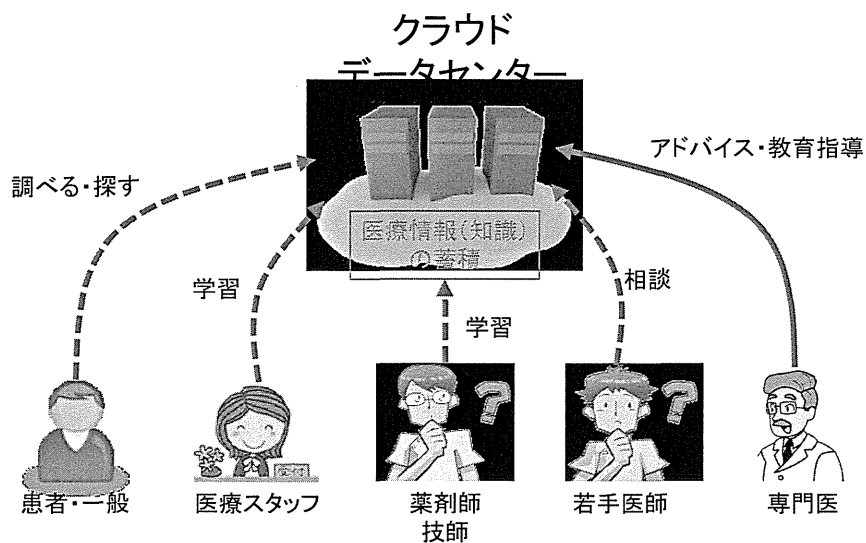 クラウド
データセンター
アドバイス・教育指導
調べる・探す
医療情報(知識)
の蓄積
学習
相談
学習
受付
患者・一般
医療スタッフ
薬剤師
技師
若手医師
専門医